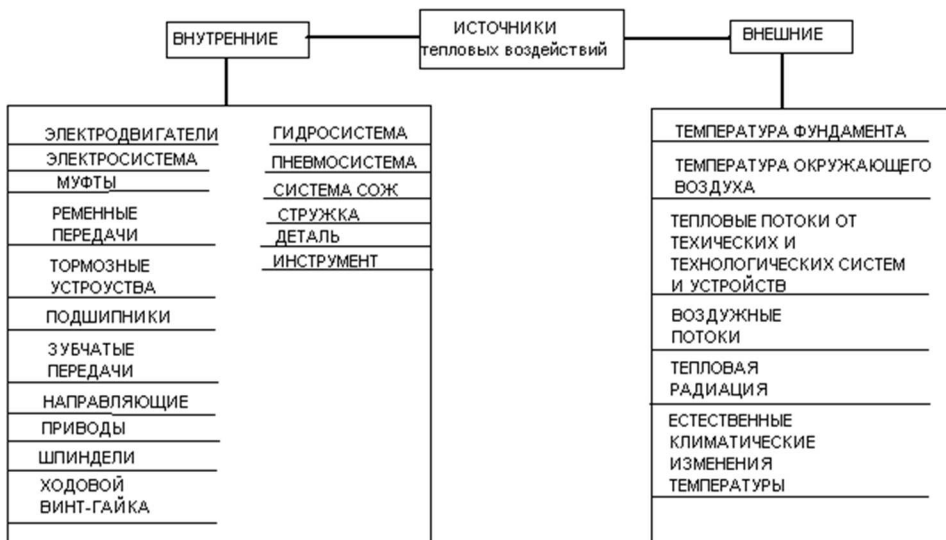 ИСТОЧНИКИ
тепловых воздействий
ВНУТРЕННИЕ
ВНЕШНИЕ
ЭЛЕКТРОДВИГАТЕЛИ
ЭЛЕКТРОСИСТЕМА
МУФТЫ
РЕМЕННЫЕ
ПЕРЕДАЧИ
ТОРМОЗНЫЕ
УСТРОУСТВА
ПОДШИПНИКИ
ЗУБЧАТЫЕ
ПЕРЕДАЧИ
НАПРАВЛЯЮЩИЕ
ПРИВОДЫ
ШПИНДЕЛИ
ХОДОВОЙ
ВИНТ-ГАЙКА
ГИДРОСИСТЕМА
ПНЕВМОСИСТЕМА
СИСТЕМА СОЖ
СТРУЖКА
ДЕТАЛЬ
ИНСТРУМЕНТ
ТЕМПЕРАТУРА ФУНДАМЕНТА
ТЕМПЕРАТУРА ОКРУЖАЮЩЕГО
ВОЗДУХА
ТЕПЛОВЫЕ ПОТОКИ ОТ
ТЕХИЧЕСКИХ И
ТЕХНОЛОГИЧЕСКИХ СИСТЕМ
И УСТРОЙСТВ
ВОЗДУЖНЫЕ
ПОТОКИ
ТЕПЛОВАЯ
РАДИАЦИЯ
ЕСТЕСТВЕННЫЕ
КЛИМАТИЧЕСКИЕ
ИЗМЕНЕНИЯ
ТЕМПЕРАТУРЫ